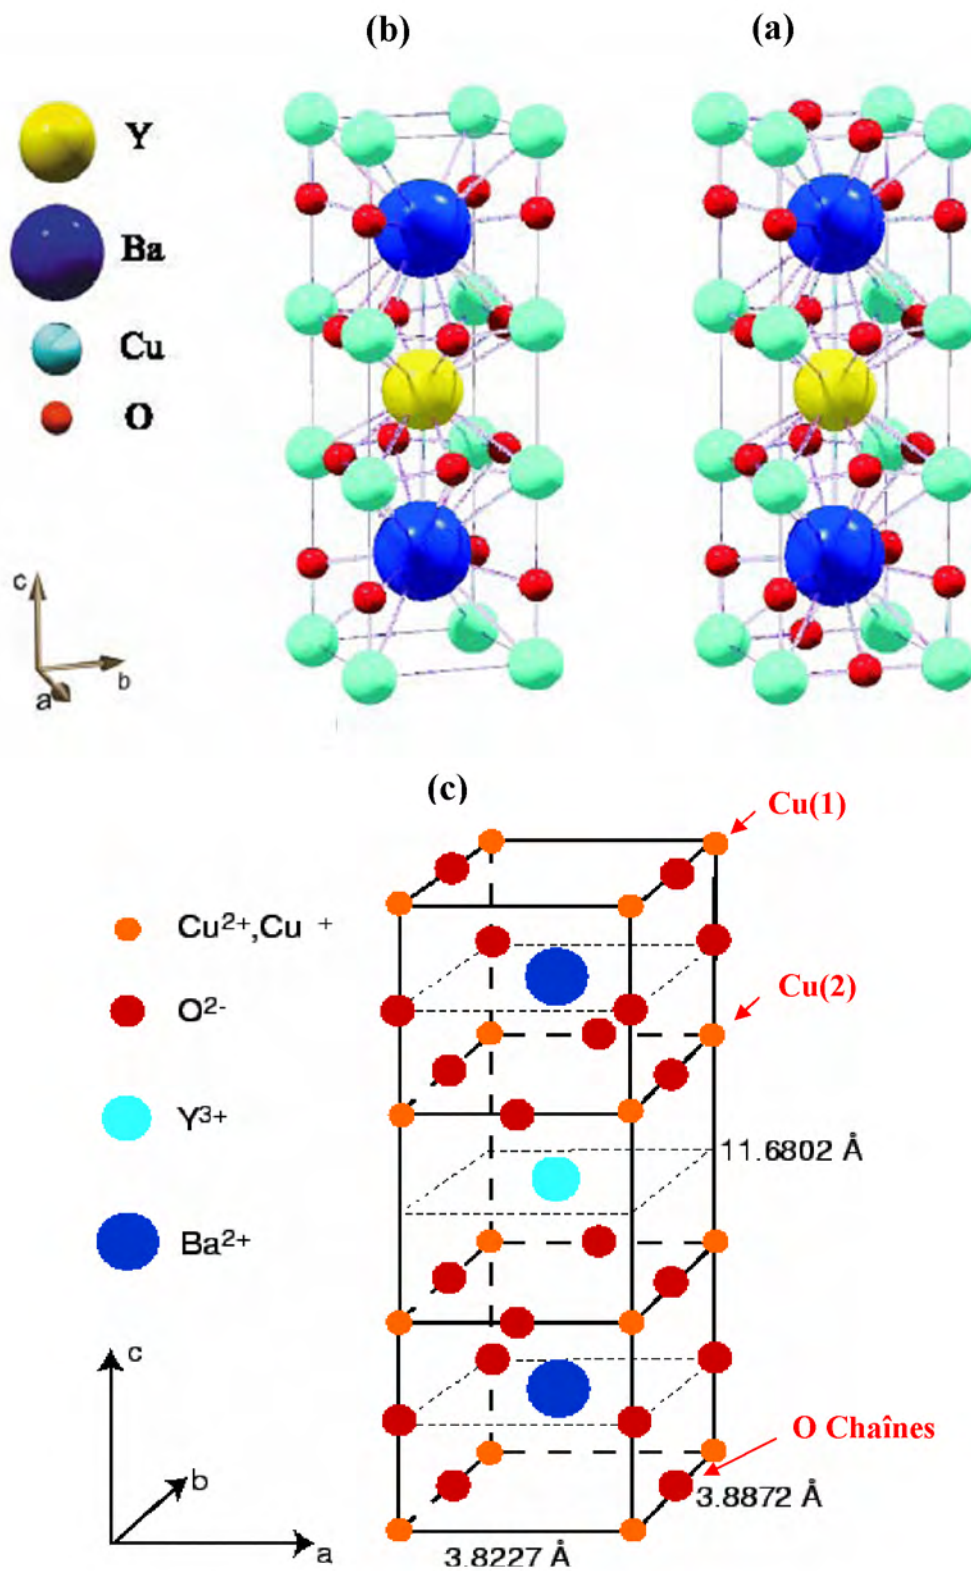 (b) (a)
Y
Ba
Cu
O
c
b
a
(c)
Cu(1)
Cu²⁺,Cu ⁺
O²⁻
Cu(2)
Y³⁺
11.6802 Å
Ba²⁺
c
b
a
O Chaînes
3.8872 Å
3.8227 Å